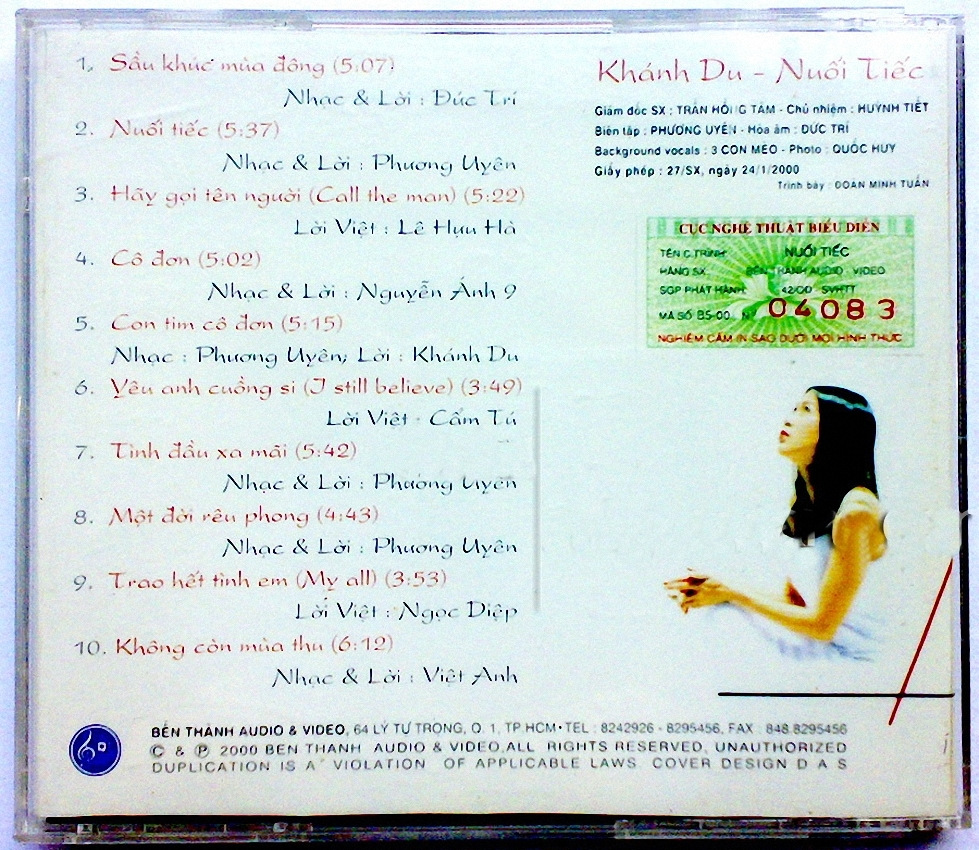 1. Sầu khúc mùa đông (5:07)
Nhạc & Lời : Đúc Trí
2. Nuối tiếc (5:37)
Nhạc & Lời : Phương Uyên
3. Hãy gọi tên người (Call the man) (5:22)
Lời Việt : Lê Hựu Hà
4. Cô đơn (5:02)
Nhạc & Lời : Nguyễn Ánh 9
5. Con tim cô đơn (5:15)
Nhạc : Phương Uyên; Lời : Khánh Du
6. Yêu anh cuồng si (I still believe) (3:49)
Lời Việt : Cẩm Tú
7. Tình đầu xa mãi (5:42)
Nhạc & Lời : Phương Uyên
8. Một đời rêu phong (4:43)
Nhạc & Lời : Phương Uyên
9. Trao hết tình em (My all) (3:53)
Lời Việt : Ngọc Diệp
10. Không còn mùa thu (6:12)
Nhạc & Lời : Việt Anh
Khánh Du - Nuối Tiếc
Giám đốc SX : TRẦN HỒNG TÂM - Chủ nhiệm : HUỲNH TIẾT
Biên tập : PHƯƠNG UYÊN - Hòa âm : ĐỨC TRÍ
Background vocals : 3 CON MÈO - Photo : QUỐC HUY
Giấy phép : 27/SX, ngày 24/1/2000
Trình bày : ĐOÀN MINH TUẤN
CỤC NGHỆ THUẬT BIỂU DIỄN
TÊN C.TRÌNH: NUỐI TIẾC
HÃNG SX BẾN THÀNH AUDIO VIDEO
SGP PHÁT HÀNH: 42/CD - SVHTT
MÃ SỐ BS-00 N° 04083
NGHIÊM CẤM IN SAO DƯỚI MỌI HÌNH THỨC
BẾN THÀNH AUDIO & VIDEO, 64 LÝ TỰ TRỌNG, Q. 1, TP.HCM • TEL : 8242926 - 8295456, FAX : 848.8295456
© & ℗ 2000 BEN THANH AUDIO & VIDEO,ALL RIGHTS RESERVED, UNAUTHORIZED
DUPLICATION IS A VIOLATION OF APPLICABLE LAWS. COVER DESIGN D A S